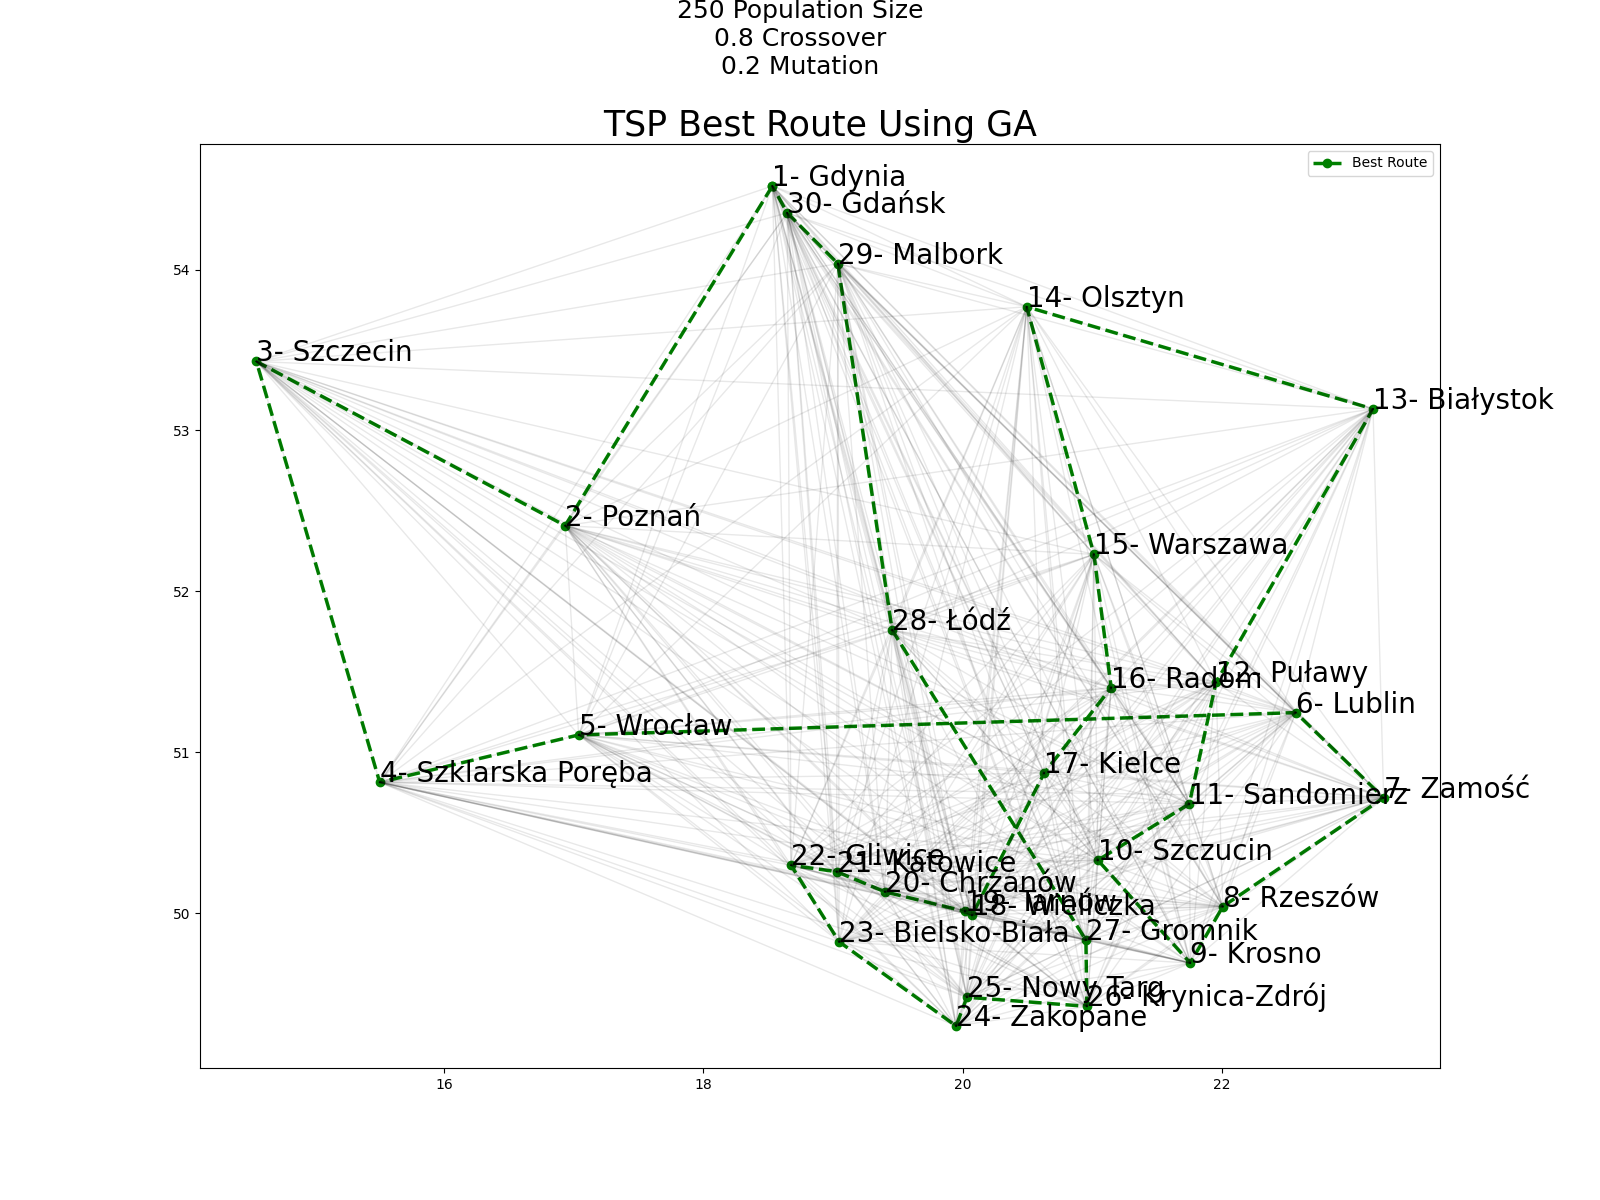 250 Population Size
0.8 Crossover
0.2 Mutation
TSP Best Route Using GA
Best Route
1- Gdynia
30- Gdańsk
29- Malbork
14- Olsztyn
3- Szczecin
13- Białystok
2- Poznań
15- Warszawa
28- Łódź
16- Radom
12- Puławy
6- Lublin
5- Wrocław
17- Kielce
4- Szklarska Poręba
7- Zamość
11- Sandomierz
10- Szczucin
22- Gliwice
21- Katowice
20- Chrzanów
8- Rzeszów
19- Tarnów
18- Wieliczka
23- Bielsko-Biała
27- Gromnik
9- Krosno
25- Nowy Targ
26- Krynica-Zdrój
24- Zakopane
54
53
52
51
50
16
18
20
22